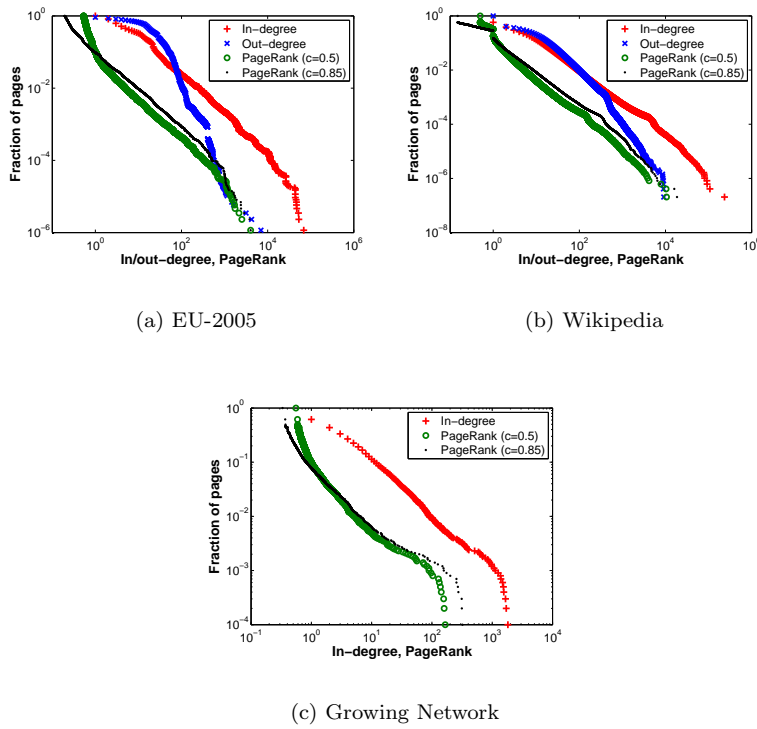 10^0
10^−2
10^−4
10^−6
Fraction of pages
In−degree
Out−degree
PageRank (c=0.5)
PageRank (c=0.85)
10^0 10^2 10^4 10^6
In/out−degree, PageRank
(a) EU-2005
10^0
10^−2
10^−4
10^−6
10^−8
Fraction of pages
In−degree
Out−degree
PageRank (c=0.5)
PageRank (c=0.85)
10^0 10^2 10^4 10^6
In/out−degree, PageRank
(b) Wikipedia
10^0
10^−1
10^−2
10^−3
10^−4
Fraction of pages
In−degree
PageRank (c=0.5)
PageRank (c=0.85)
10^−1 10^0 10^1 10^2 10^3 10^4
In−degree, PageRank
(c) Growing Network